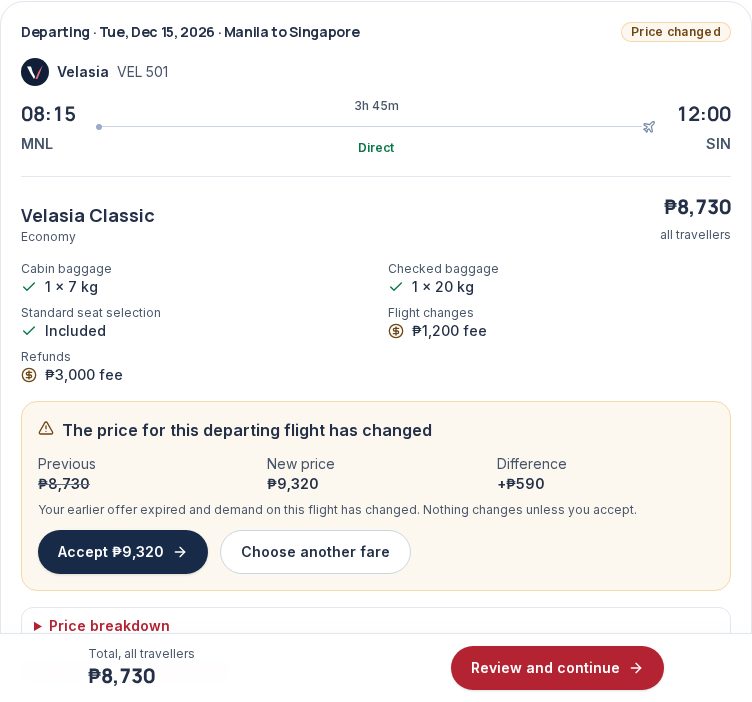 Departing · Tue, Dec 15, 2026 · Manila to Singapore
Price changed
Velasia VEL 501
3h 45m
08:15 12:00
MNL SIN
Direct
Velasia Classic
₱8,730
Economy
all travellers
Cabin baggage
1 × 7 kg
Checked baggage
1 × 20 kg
Standard seat selection
Included
Flight changes
₱1,200 fee
Refunds
₱3,000 fee
The price for this departing flight has changed
Previous New price Difference
₱8,730 ₱9,320 +₱590
Your earlier offer expired and demand on this flight has changed. Nothing changes unless you accept.
Accept ₱9,320
Choose another fare
Price breakdown
Total, all travellers
₱8,730
Review and continue